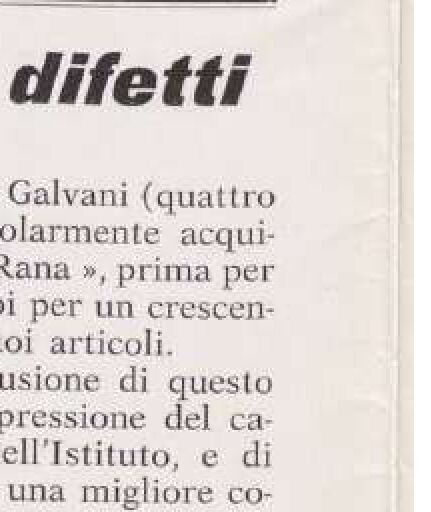 difetti
Galvani (quattro
olarmente acqui-
Rana », prima per
i per un crescen-
oi articoli.
usione di questo
pressione del ca-
ell'Istituto, e di
una migliore co-